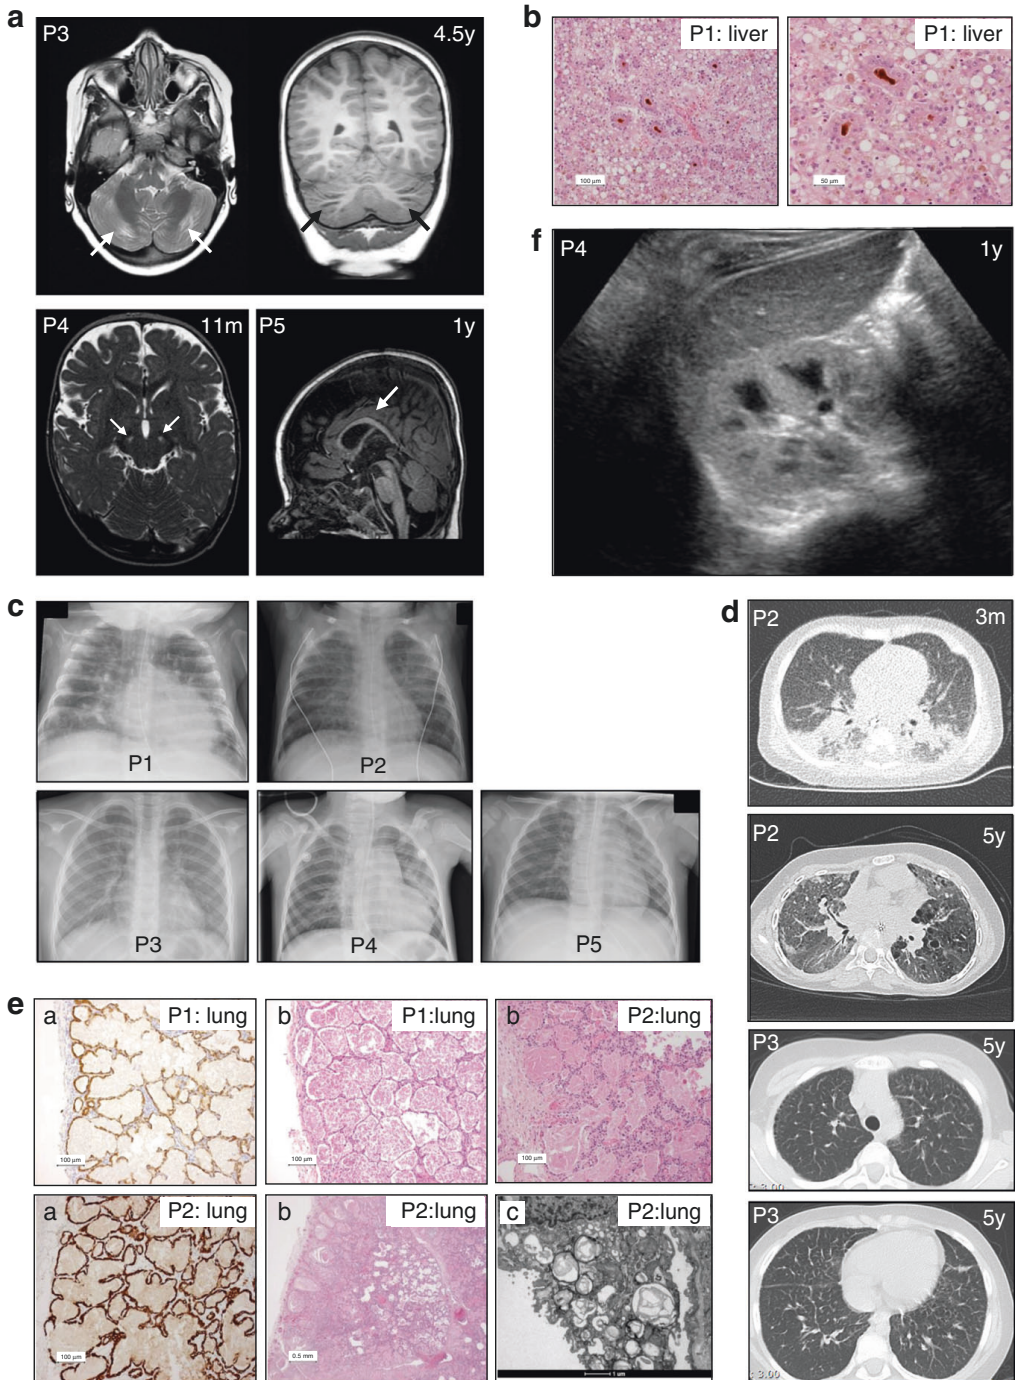 a
P3
4.5y
P4
11m
P5
1y
b
P1: liver
100 µm
P1: liver
50 µm
f
P4
1y
c
P1
P2
P3
P4
P5
d
P2
3m
P2
5y
P3
5y
P3
5y
e
a
P1: lung
100 µm
b
P1:lung
100 µm
b
P2:lung
100 µm
a
P2: lung
100 µm
b
P2:lung
0.5 mm
c
P2:lung
1 µm